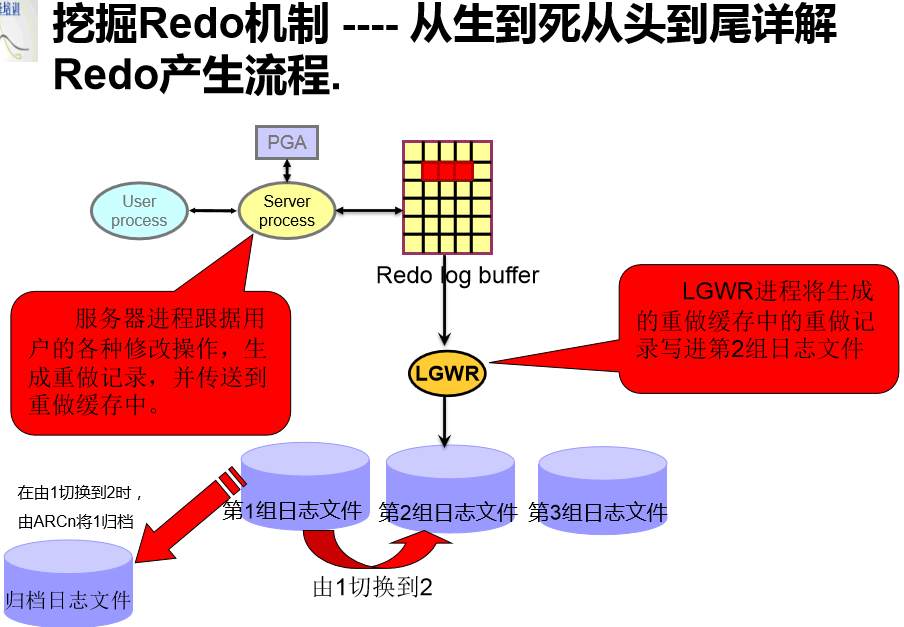 挖掘Redo机制 ---- 从生到死从头到尾详解
Redo产生流程.
PGA
User
process
Server
process
Redo log buffer
服务器进程跟据用
户的各种修改操作，生
成重做记录，并传送到
重做缓存中。
LGWR进程将生成
的重做缓存中的重做记
录写进第2组日志文件
LGWR
在由1切换到2时，
由ARCn将1归档
第1组日志文件
第2组日志文件
第3组日志文件
归档日志文件
由1切换到2